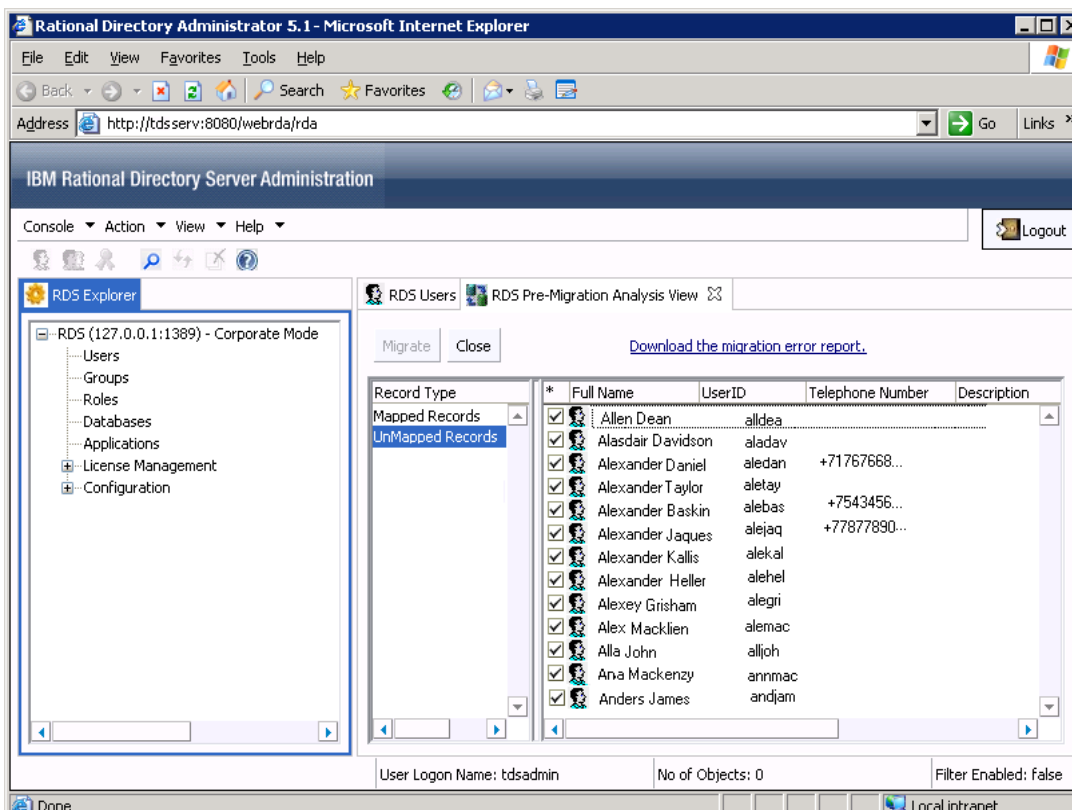 Rational Directory Administrator 5.1 - Microsoft Internet Explorer
File Edit View Favorites Tools Help
Back Search Favorites
Address http://tdsserv:8080/webrda/rda Go Links »
IBM Rational Directory Server Administration
Console Action View Help Logout
RDS Explorer
RDS (127.0.0.1:1389) - Corporate Mode
Users
Groups
Roles
Databases
Applications
License Management
Configuration
RDS Users RDS Pre-Migration Analysis View
Migrate Close Download the migration error report.
Record Type
Mapped Records
UnMapped Records
* Full Name UserID Telephone Number Description
Allen Dean alldea
Alasdair Davidson aladav
Alexander Daniel aledan +71767668...
Alexander Taylor aletay
Alexander Baskin alebas +7543456...
Alexander Jaques alejaq +77877890...
Alexander Kallis alekal
Alexander Heller alehel
Alexey Grisham alegri
Alex Macklien alemac
Alla John alljoh
Ana Mackenzy annmac
Anders James andjam
User Logon Name: tdsadmin No of Objects: 0 Filter Enabled: false
Done Local intranet